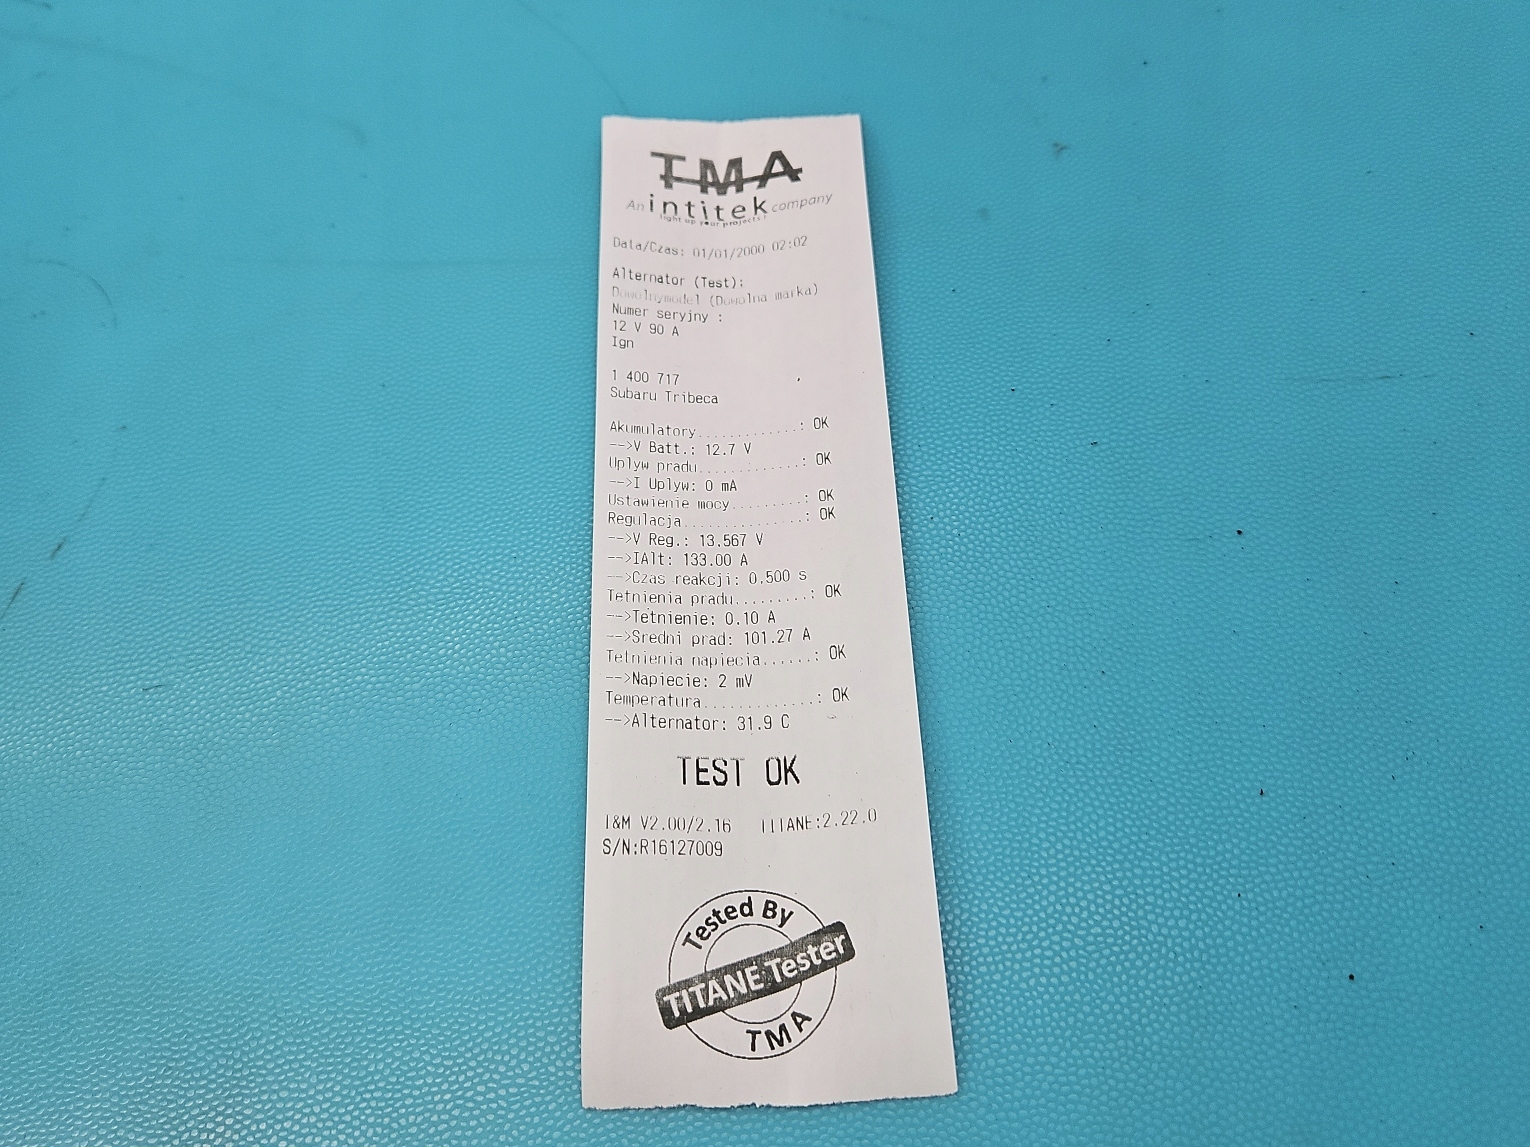 TMA
An intitek company
light up your projects !
Data/Czas: 01/01/2000 02:02
Alternator (Test):
Dowolnymodel (Dowolna marka)
Numer seryjny :
12 V 90 A
Ign
1 400 717
Subaru Tribeca
Akumulatory............: OK
-->V Batt.: 12.7 V
Uplyw pradu............: OK
-->I Uplyw: 0 mA
Ustawienie mocy........: OK
Regulacja..............: OK
-->V Reg.: 13.567 V
-->IAlt: 133.00 A
-->Czas reakcji: 0.500 s
Tetnienia pradu........: OK
-->Tetnienie: 0.10 A
-->Sredni prad: 101.27 A
Tetnienia napiecia.....: OK
-->Napiecie: 2 mV
Temperatura............: OK
-->Alternator: 31.9 C
TEST OK
I&M V2.00/2.16 TITANE:2.22.0
S/N:R16127009
Tested By
TITANE Tester
TMA